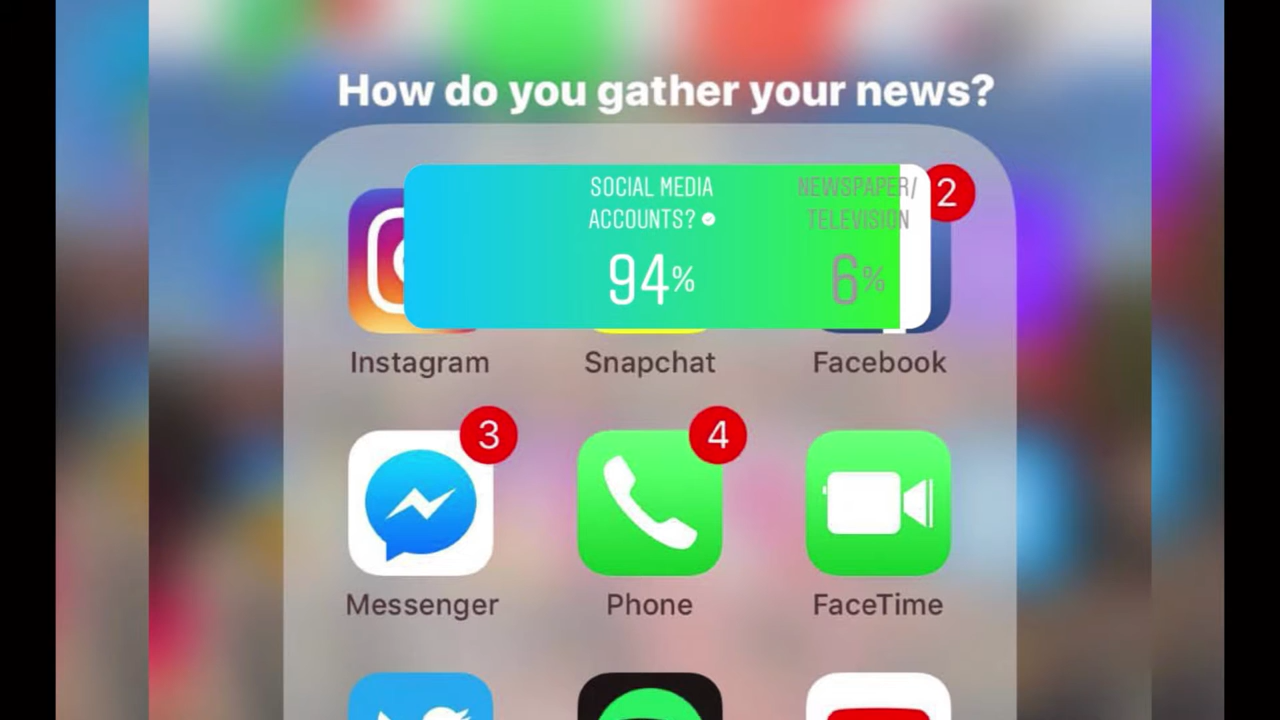 How do you gather your news?
SOCIAL MEDIA
ACCOUNTS?
94%
NEWSPAPER/
TELEVISION
6%
2
Instagram
Snapchat
Facebook
3
4
Messenger
Phone
FaceTime